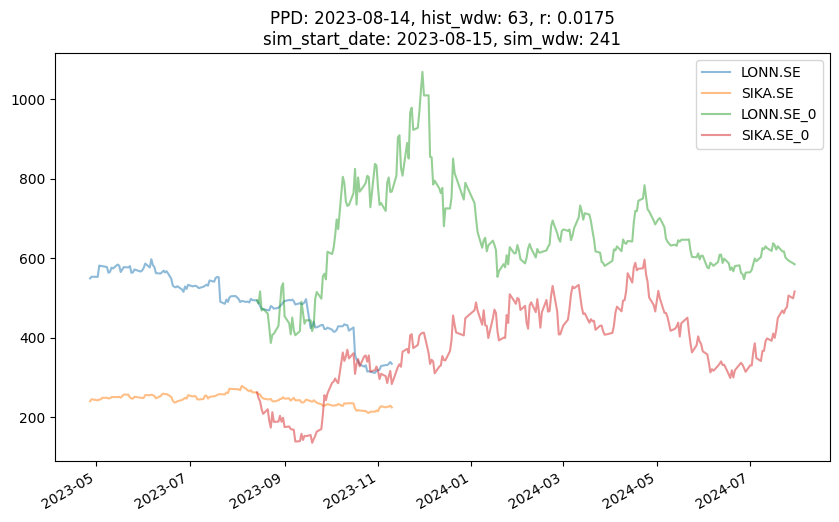 PPD: 2023-08-14, hist_wdw: 63, r: 0.0175
sim_start_date: 2023-08-15, sim_wdw: 241
LONN.SE
SIKA.SE
LONN.SE_0
SIKA.SE_0
1000
800
600
400
200
2023-05
2023-07
2023-09
2023-11
2024-01
2024-03
2024-05
2024-07